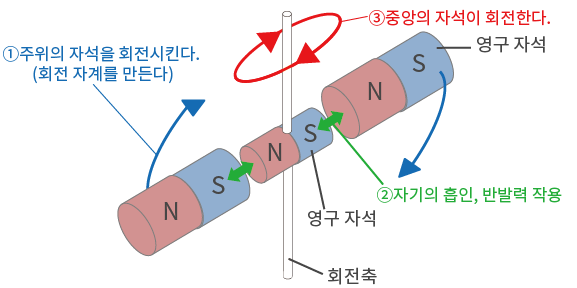 ③중앙의 자석이 회전한다.
①주위의 자석을 회전시킨다.
(회전 자계를 만든다)
영구 자석
S
N
S
N
②자기의 흡인, 반발력 작용
S
N
영구 자석
회전축